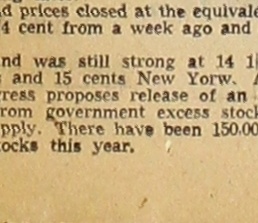 d prices closed at the equivale
4 cent from a week ago and
nd was still strong at 14 1
s and 15 cents New Yorw. A
ress proposes release of an
rom government excess stock
pply. There have been 150.00
tocks this year.